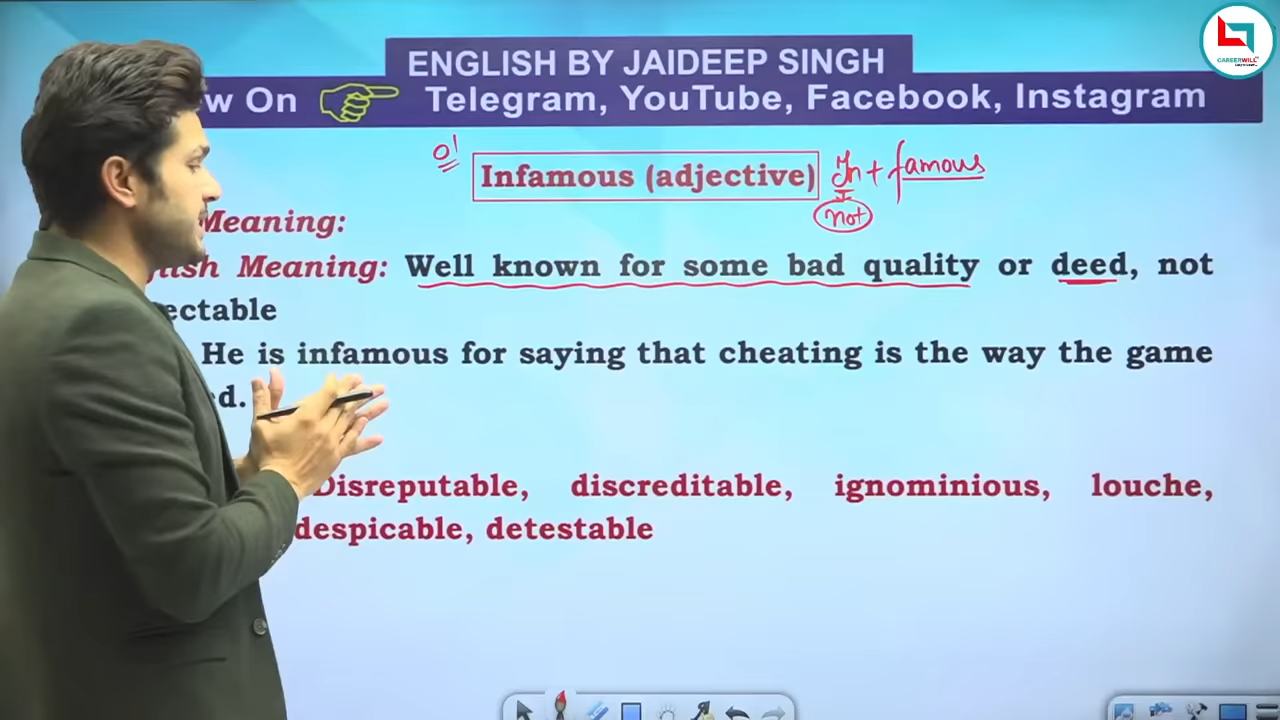 CAREERWILL
ENGLISH BY JAIDEEP SINGH
w On Telegram, YouTube, Facebook, Instagram
01
Infamous (adjective) In + famous
not
Meaning:
lish Meaning: Well known for some bad quality or deed, not
ectable
He is infamous for saying that cheating is the way the game
d.
Disreputable, discreditable, ignominious, louche,
despicable, detestable